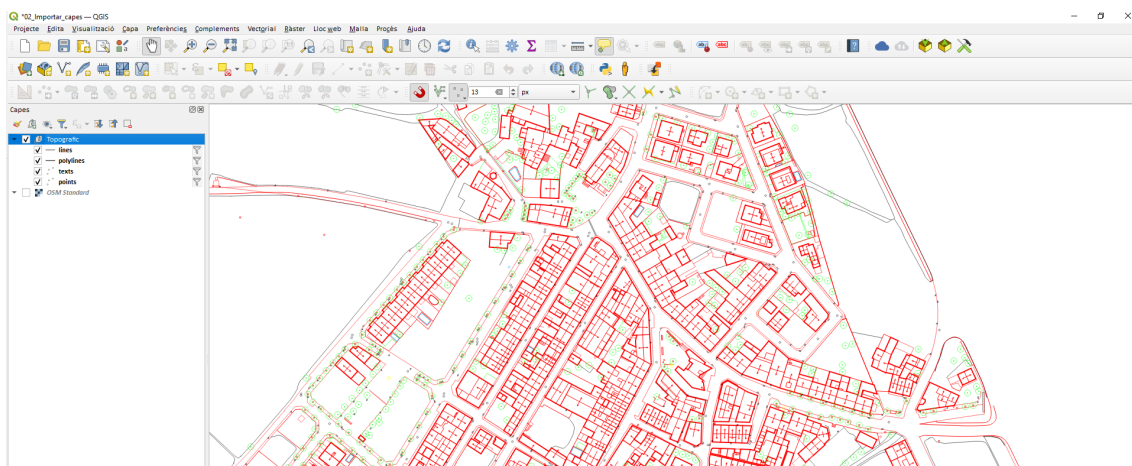 *02_Importar_capes — QGIS
Projecte Edita Visualització Capa Preferències Complements Vectorial Ràster Lloc web Malla Procés Ajuda
13 px
Capes
Topografic
lines
polylines
texts
points
OSM Standard